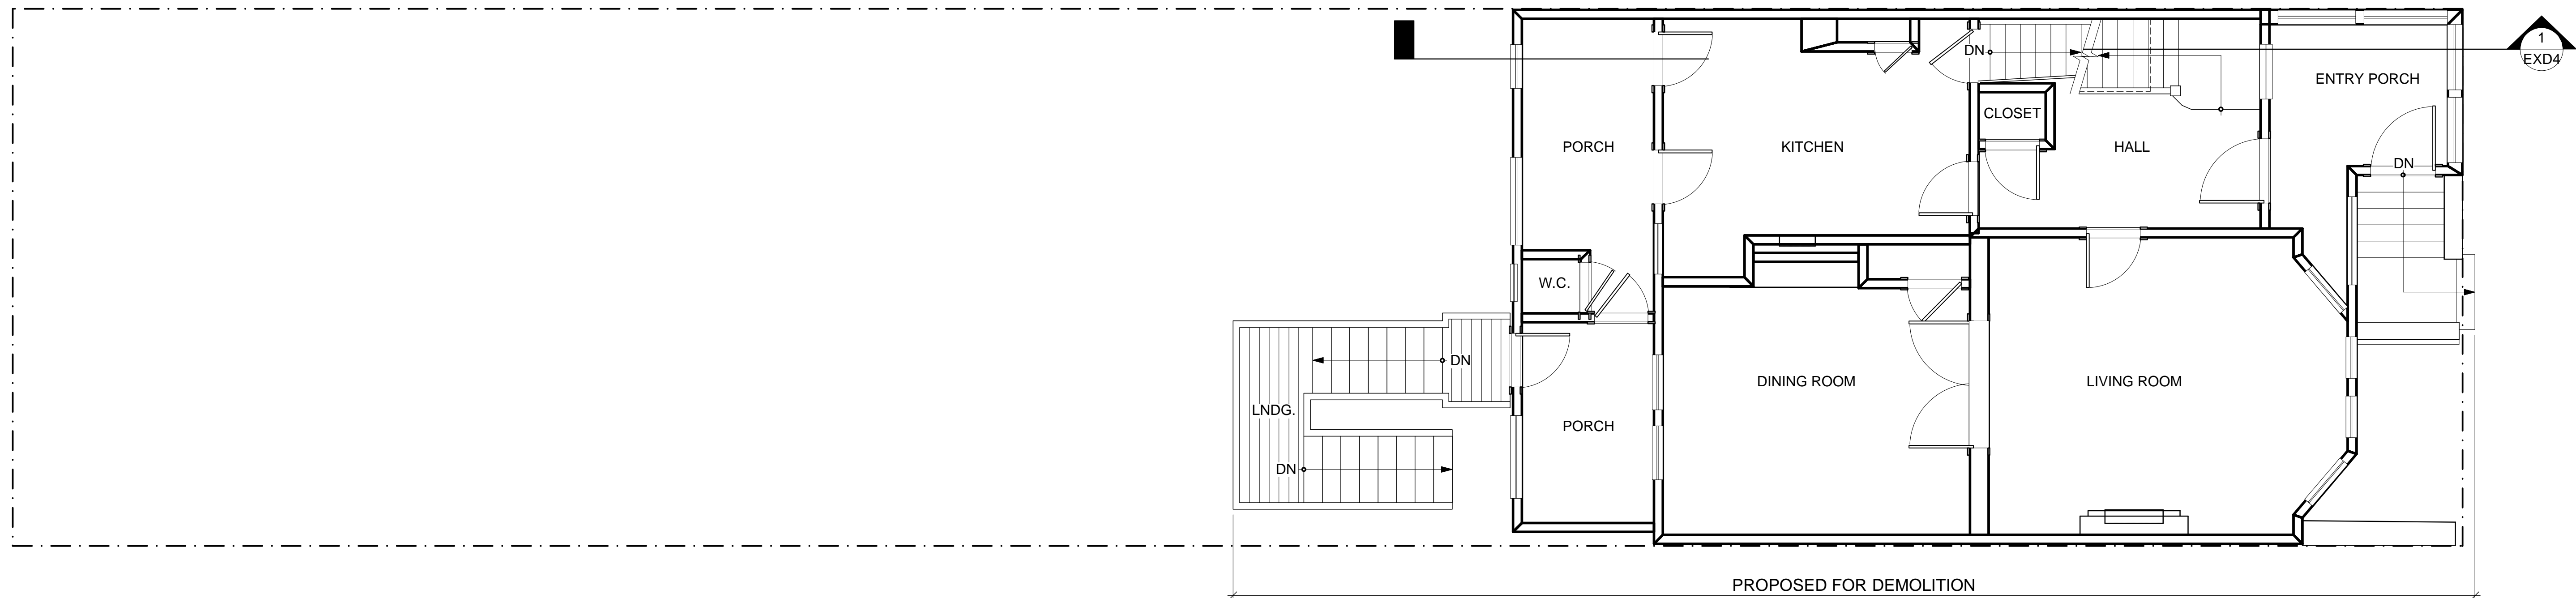 1
EXD4
DN
ENTRY PORCH
CLOSET
PORCH
KITCHEN
HALL
DN
W.C.
DN
LNDG.
DINING ROOM
LIVING ROOM
PORCH
DN
PROPOSED FOR DEMOLITION